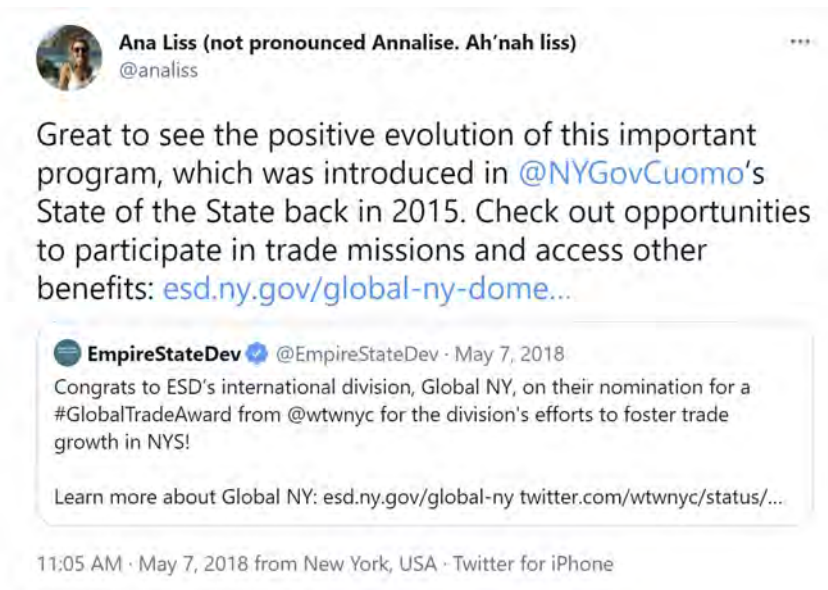 Ana Liss (not pronounced Annalise. Ah'nah liss)
@analiss
Great to see the positive evolution of this important
program, which was introduced in @NYGovCuomo's
State of the State back in 2015. Check out opportunities
to participate in trade missions and access other
benefits: esd.ny.gov/global-ny-dome...
EmpireStateDev @EmpireStateDev · May 7, 2018
Congrats to ESD's international division, Global NY, on their nomination for a
#GlobalTradeAward from @wtwnyc for the division's efforts to foster trade
growth in NYS!
Learn more about Global NY: esd.ny.gov/global-ny twitter.com/wtwnyc/status/...
11:05 AM · May 7, 2018 from New York, USA · Twitter for iPhone